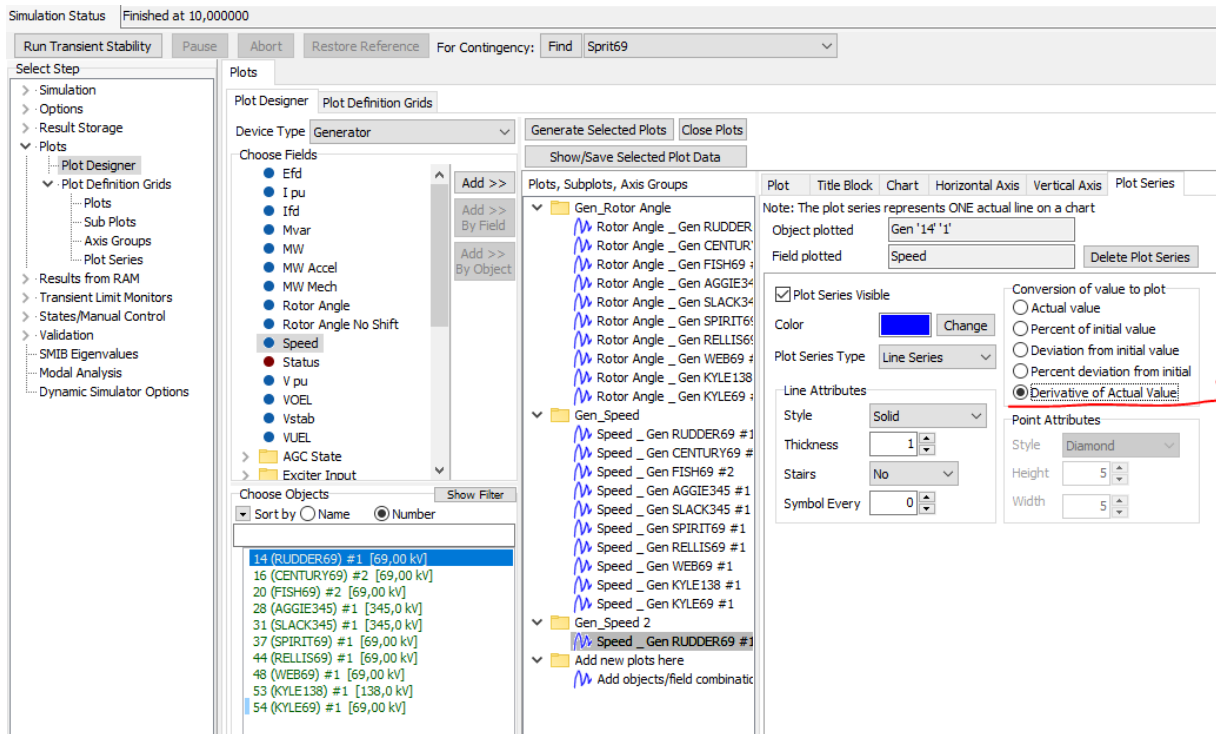 Simulation Status Finished at 10,000000
Run Transient Stability Pause Abort Restore Reference For Contingency: Find Sprit69
Select Step
Simulation
Options
Result Storage
Plots
Plot Designer
Plot Definition Grids
Plots
Sub Plots
Axis Groups
Plot Series
Results from RAM
Transient Limit Monitors
States/Manual Control
Validation
SMIB Eigenvalues
Modal Analysis
Dynamic Simulator Options
Plots
Plot Designer Plot Definition Grids
Device Type Generator
Choose Fields
Efd
I pu
Ifd
Mvar
MW
MW Accel
MW Mech
Rotor Angle
Rotor Angle No Shift
Speed
Status
V pu
VOEL
Vstab
VUEL
AGC State
Exciter Input
Add >>
Add >>
By Field
Add >>
By Object
Choose Objects Show Filter
Sort by Name Number
14 (RUDDER69) #1 [69,00 kV]
16 (CENTURY69) #2 [69,00 kV]
20 (FISH69) #2 [69,00 kV]
28 (AGGIE345) #1 [345,0 kV]
31 (SLACK345) #1 [345,0 kV]
37 (SPIRIT69) #1 [69,00 kV]
44 (RELLIS69) #1 [69,00 kV]
48 (WEB69) #1 [69,00 kV]
53 (KYLE138) #1 [138,0 kV]
54 (KYLE69) #1 [69,00 kV]
Generate Selected Plots Close Plots
Show/Save Selected Plot Data
Plots, Subplots, Axis Groups
Gen_Rotor Angle
Rotor Angle _ Gen RUDDER
Rotor Angle _ Gen CENTUR
Rotor Angle _ Gen FISH69
Rotor Angle _ Gen AGGIE34
Rotor Angle _ Gen SLACK34
Rotor Angle _ Gen SPIRIT69
Rotor Angle _ Gen RELLIS69
Rotor Angle _ Gen WEB69 #
Rotor Angle _ Gen KYLE138
Rotor Angle _ Gen KYLE69
Gen_Speed
Speed _ Gen RUDDER69 #1
Speed _ Gen CENTURY69 #
Speed _ Gen FISH69 #2
Speed _ Gen AGGIE345 #1
Speed _ Gen SLACK345 #1
Speed _ Gen SPIRIT69 #1
Speed _ Gen RELLIS69 #1
Speed _ Gen WEB69 #1
Speed _ Gen KYLE138 #1
Speed _ Gen KYLE69 #1
Gen_Speed 2
Speed _ Gen RUDDER69 #1
Add new plots here
Add objects/field combinatic
Plot Title Block Chart Horizontal Axis Vertical Axis Plot Series
Note: The plot series represents ONE actual line on a chart
Object plotted Gen '14' '1'
Field plotted Speed Delete Plot Series
Plot Series Visible
Color Change
Plot Series Type Line Series
Line Attributes
Style Solid
Thickness 1
Stairs No
Symbol Every 0
Conversion of value to plot
Actual value
Percent of initial value
Deviation from initial value
Percent deviation from initial
Derivative of Actual Value
Point Attributes
Style Diamond
Height 5
Width 5